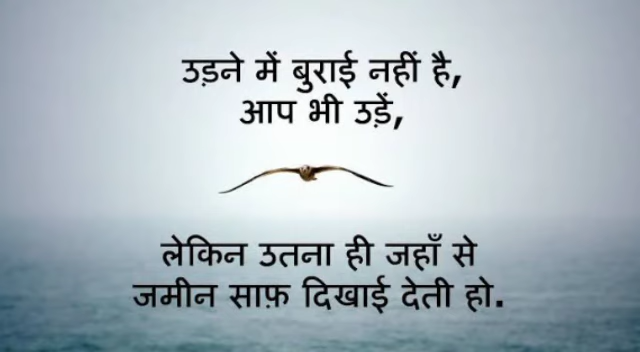 उड़ने में बुराई नहीं है,
आप भी उड़ें,
लेकिन उतना ही जहाँ से
जमीन साफ़ दिखाई देती हो.